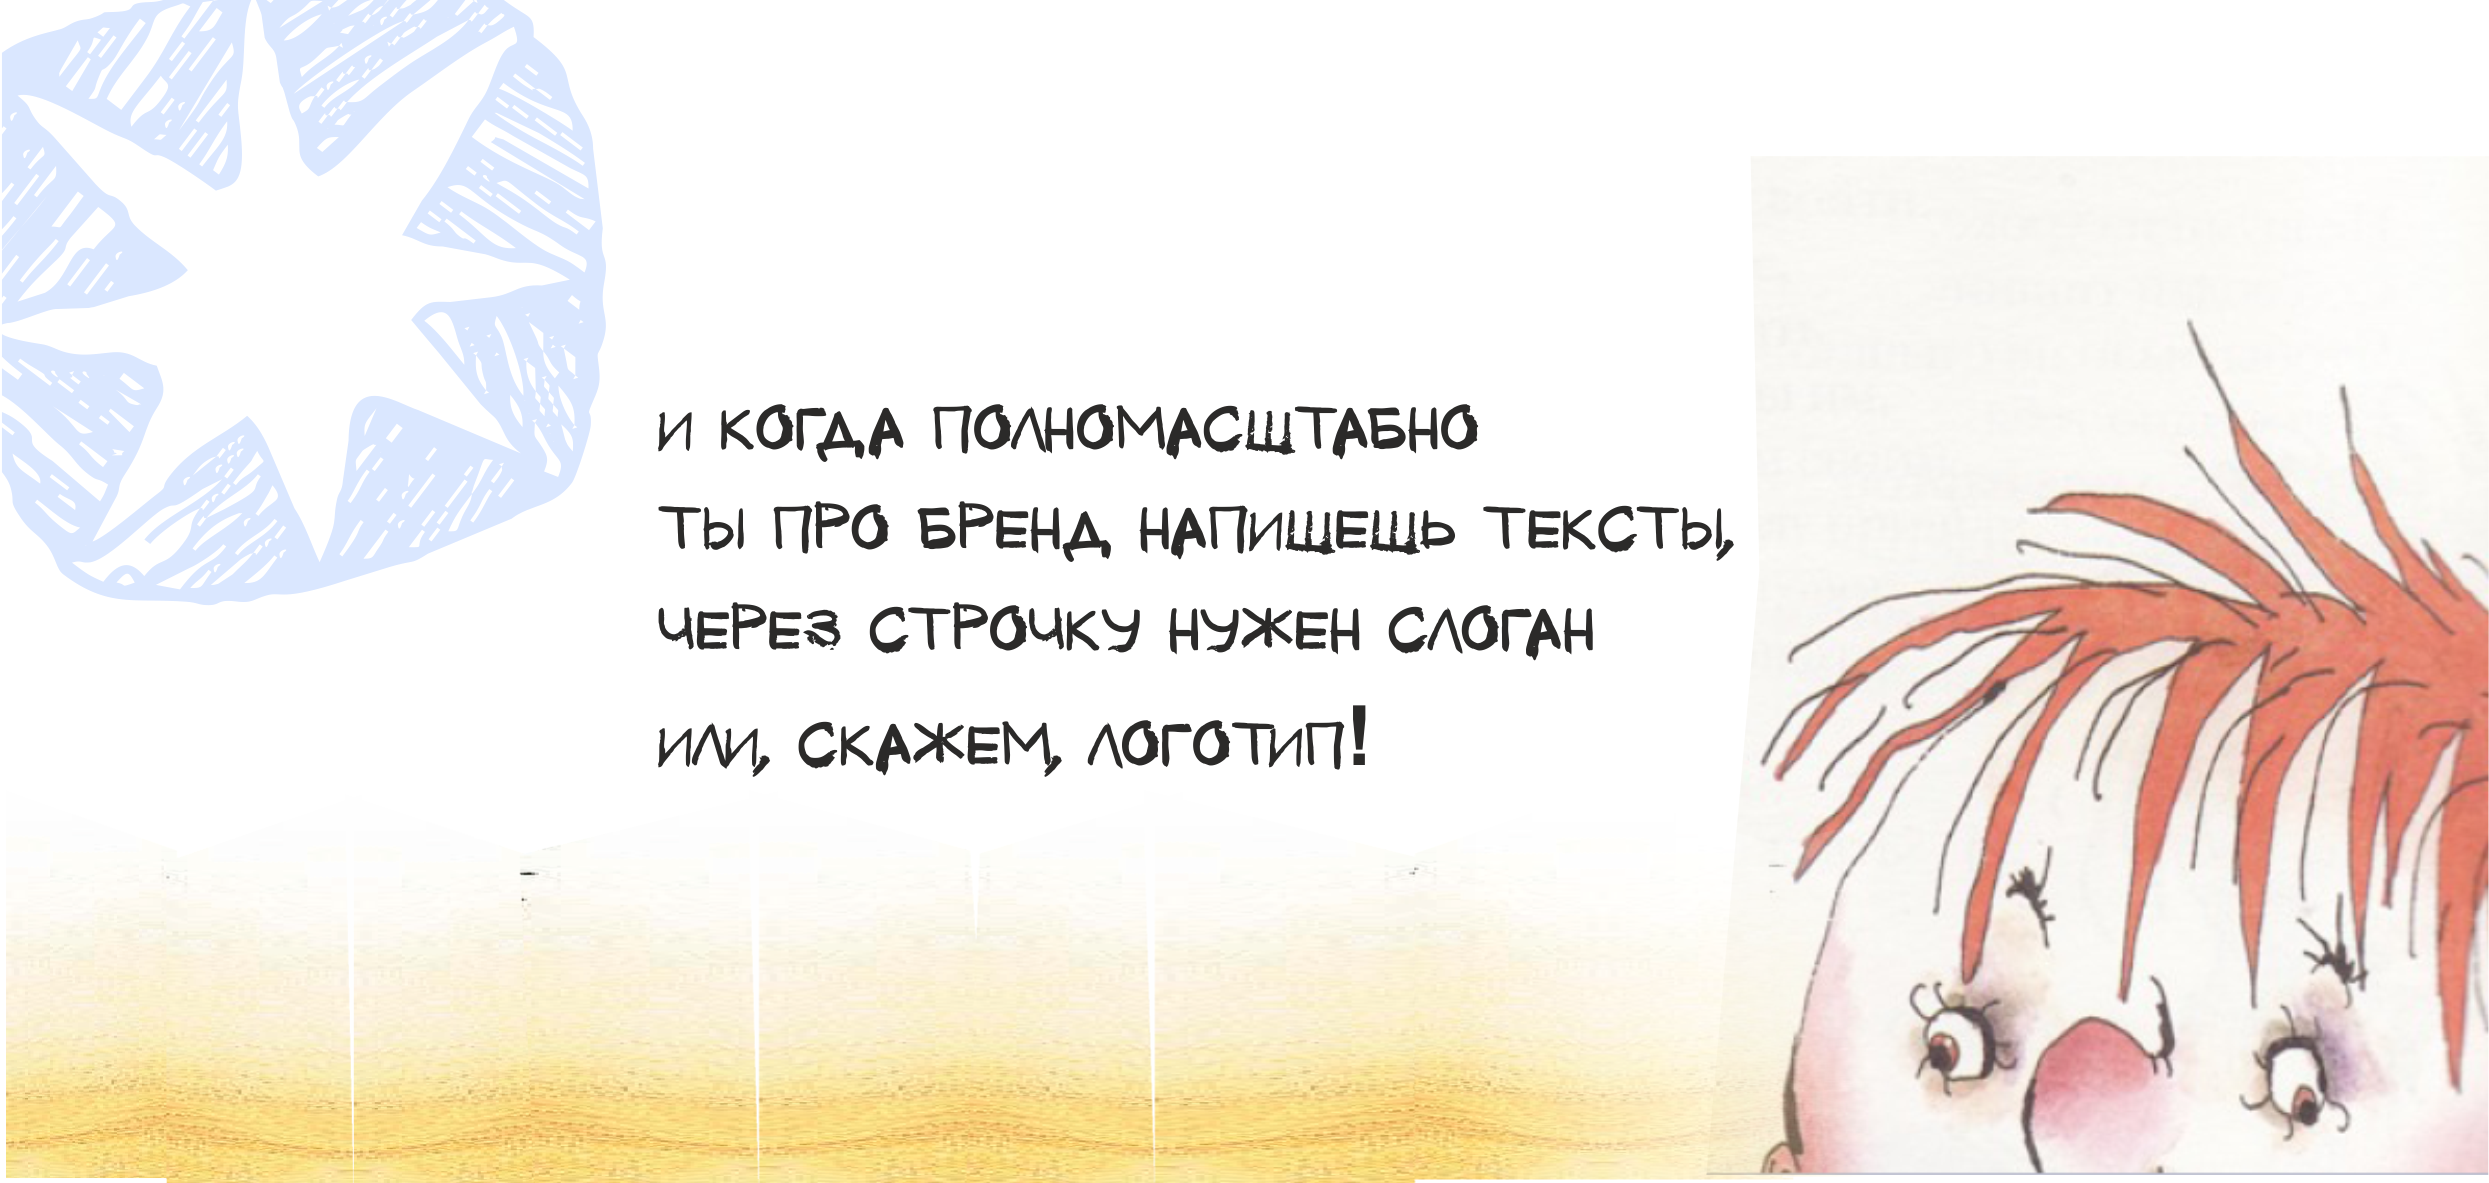 И КОГДА ПОЛНОМАСШТАБНО
ТЫ ПРО БРЕНД НАПИШЕШЬ ТЕКСТЫ,
ЧЕРЕЗ СТРОЧКУ НУЖЕН СЛОГАН
ИЛИ, СКАЖЕМ, ЛОГОТИП!